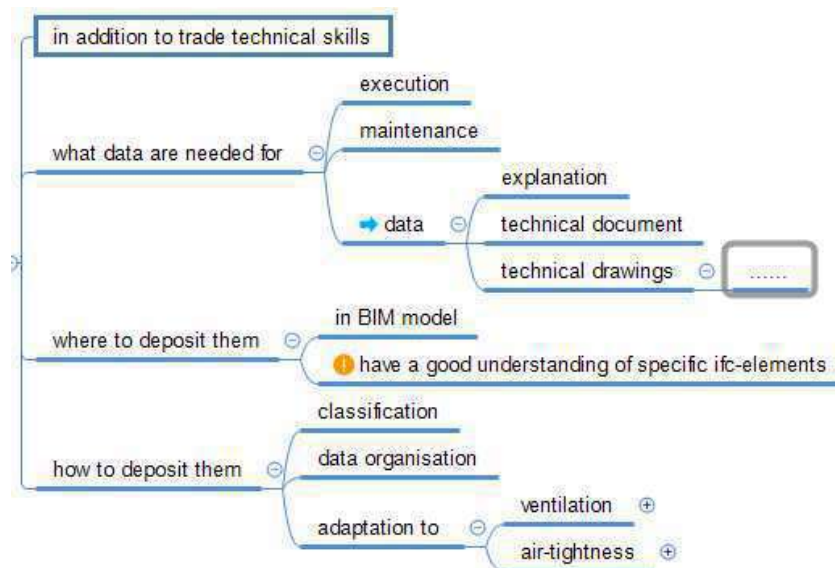 in addition to trade technical skills
execution
maintenance
what data are needed for
explanation
data
technical document
technical drawings
......
in BIM model
where to deposit them
have a good understanding of specific ifc-elements
classification
data organisation
how to deposit them
ventilation
adaptation to
air-tightness